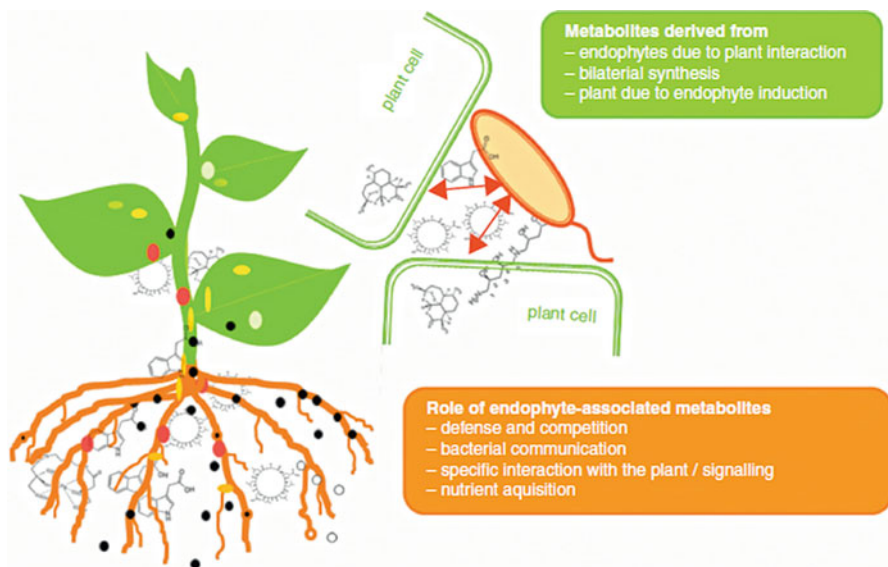 Metabolites derived from
– endophytes due to plant interaction
– bilaterial synthesis
– plant due to endophyte induction
plant cell
plant cell
Role of endophyte-associated metabolites
– defense and competition
– bacterial communication
– specific interaction with the plant / signalling
– nutrient aquisition